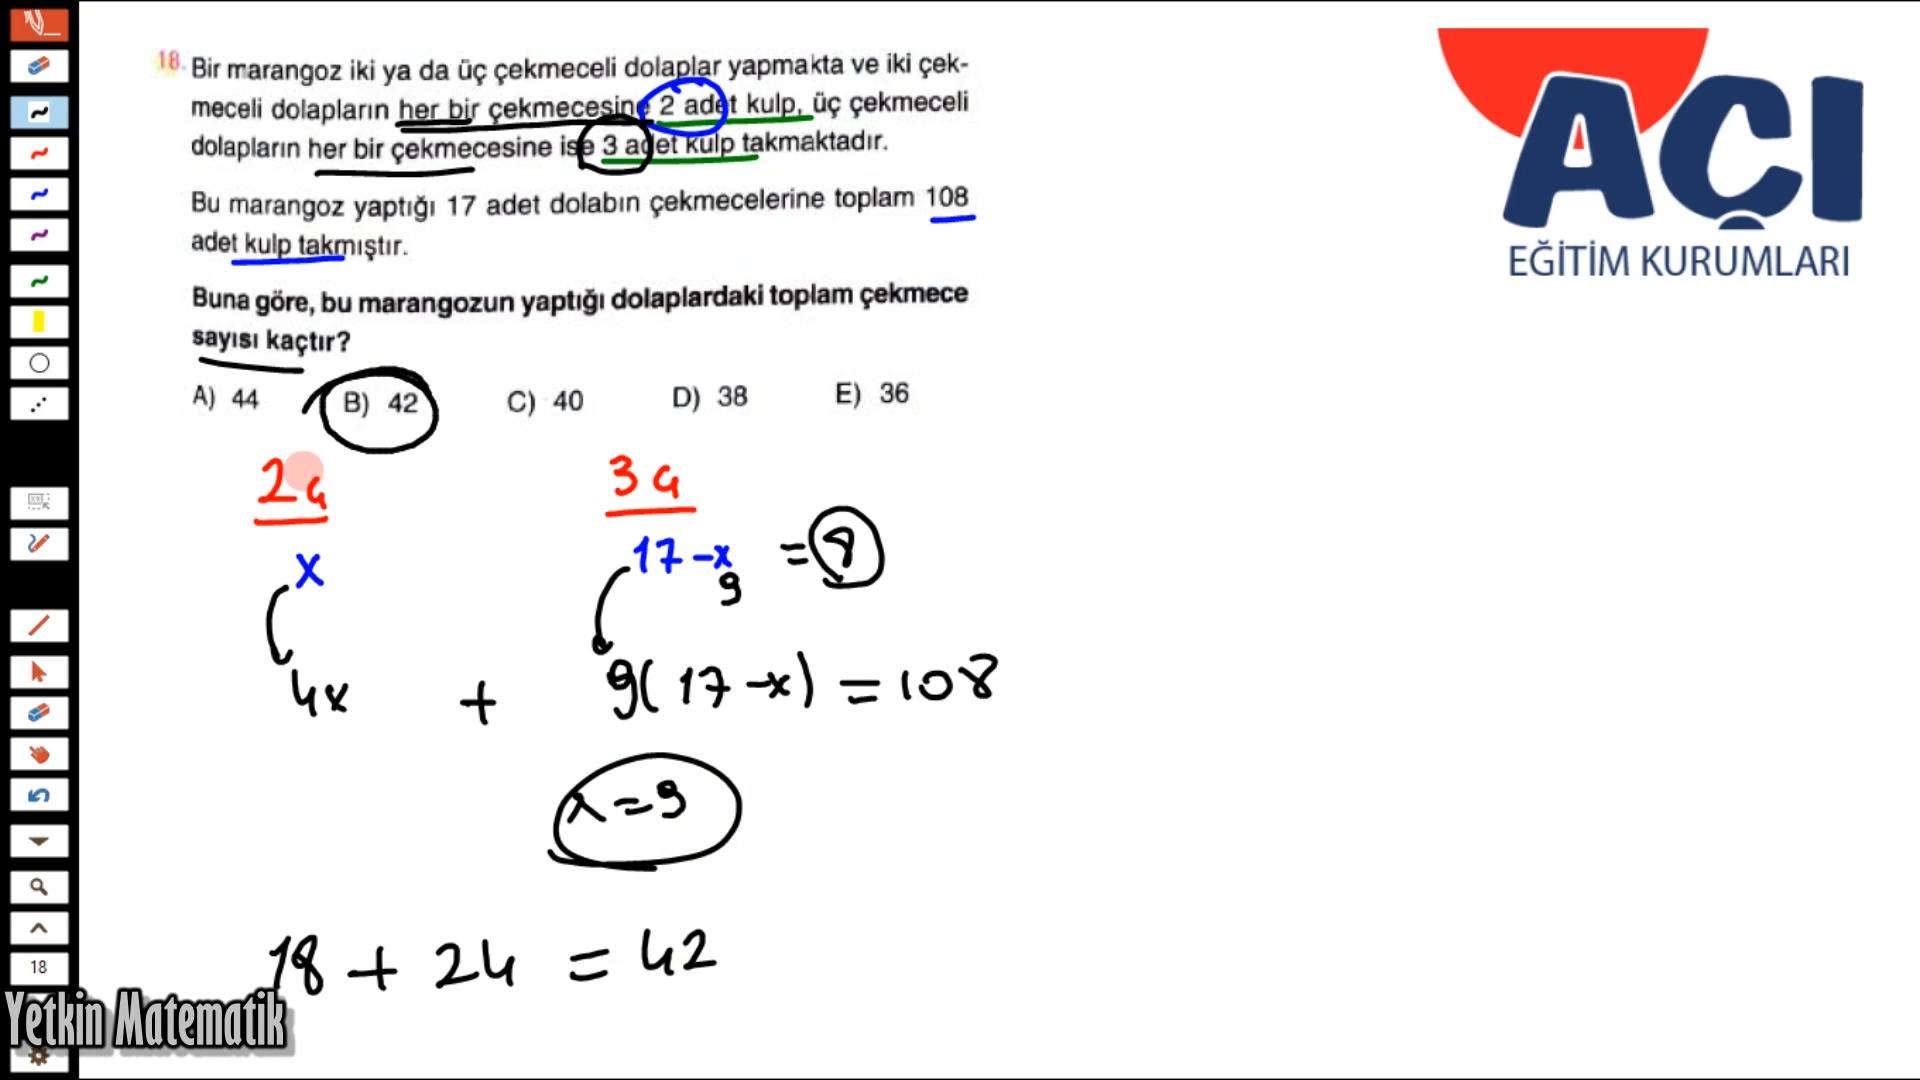 18. Bir marangoz iki ya da üç çekmeceli dolaplar yapmakta ve iki çek-
meceli dolapların her bir çekmecesine 2 adet kulp, üç çekmeceli
dolapların her bir çekmecesine ise 3 adet kulp takmaktadır.
Bu marangoz yaptığı 17 adet dolabın çekmecelerine toplam 108
adet kulp takmıştır.
Buna göre, bu marangozun yaptığı dolaplardaki toplam çekmece
sayısı kaçtır?
A) 44 B) 42 C) 40 D) 38 E) 36
2ç 3ç
x 17-x = 8
9
4x + 9(17-x) = 108
x=9
18 + 24 = 42
AÇI
EĞİTİM KURUMLARI
18
Yetkin Matematik